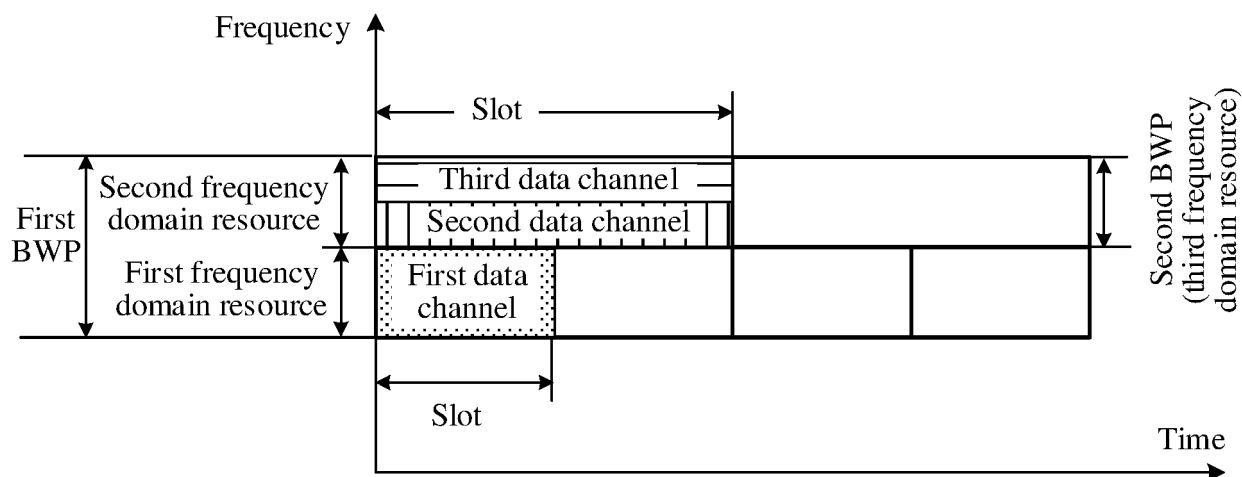 Frequency
Slot
Third data channel
Second data channel
Second frequency
domain resource
First
BWP
First frequency
domain resource
First data
channel
Slot
Second BWP
(third frequency
domain resource)
Time